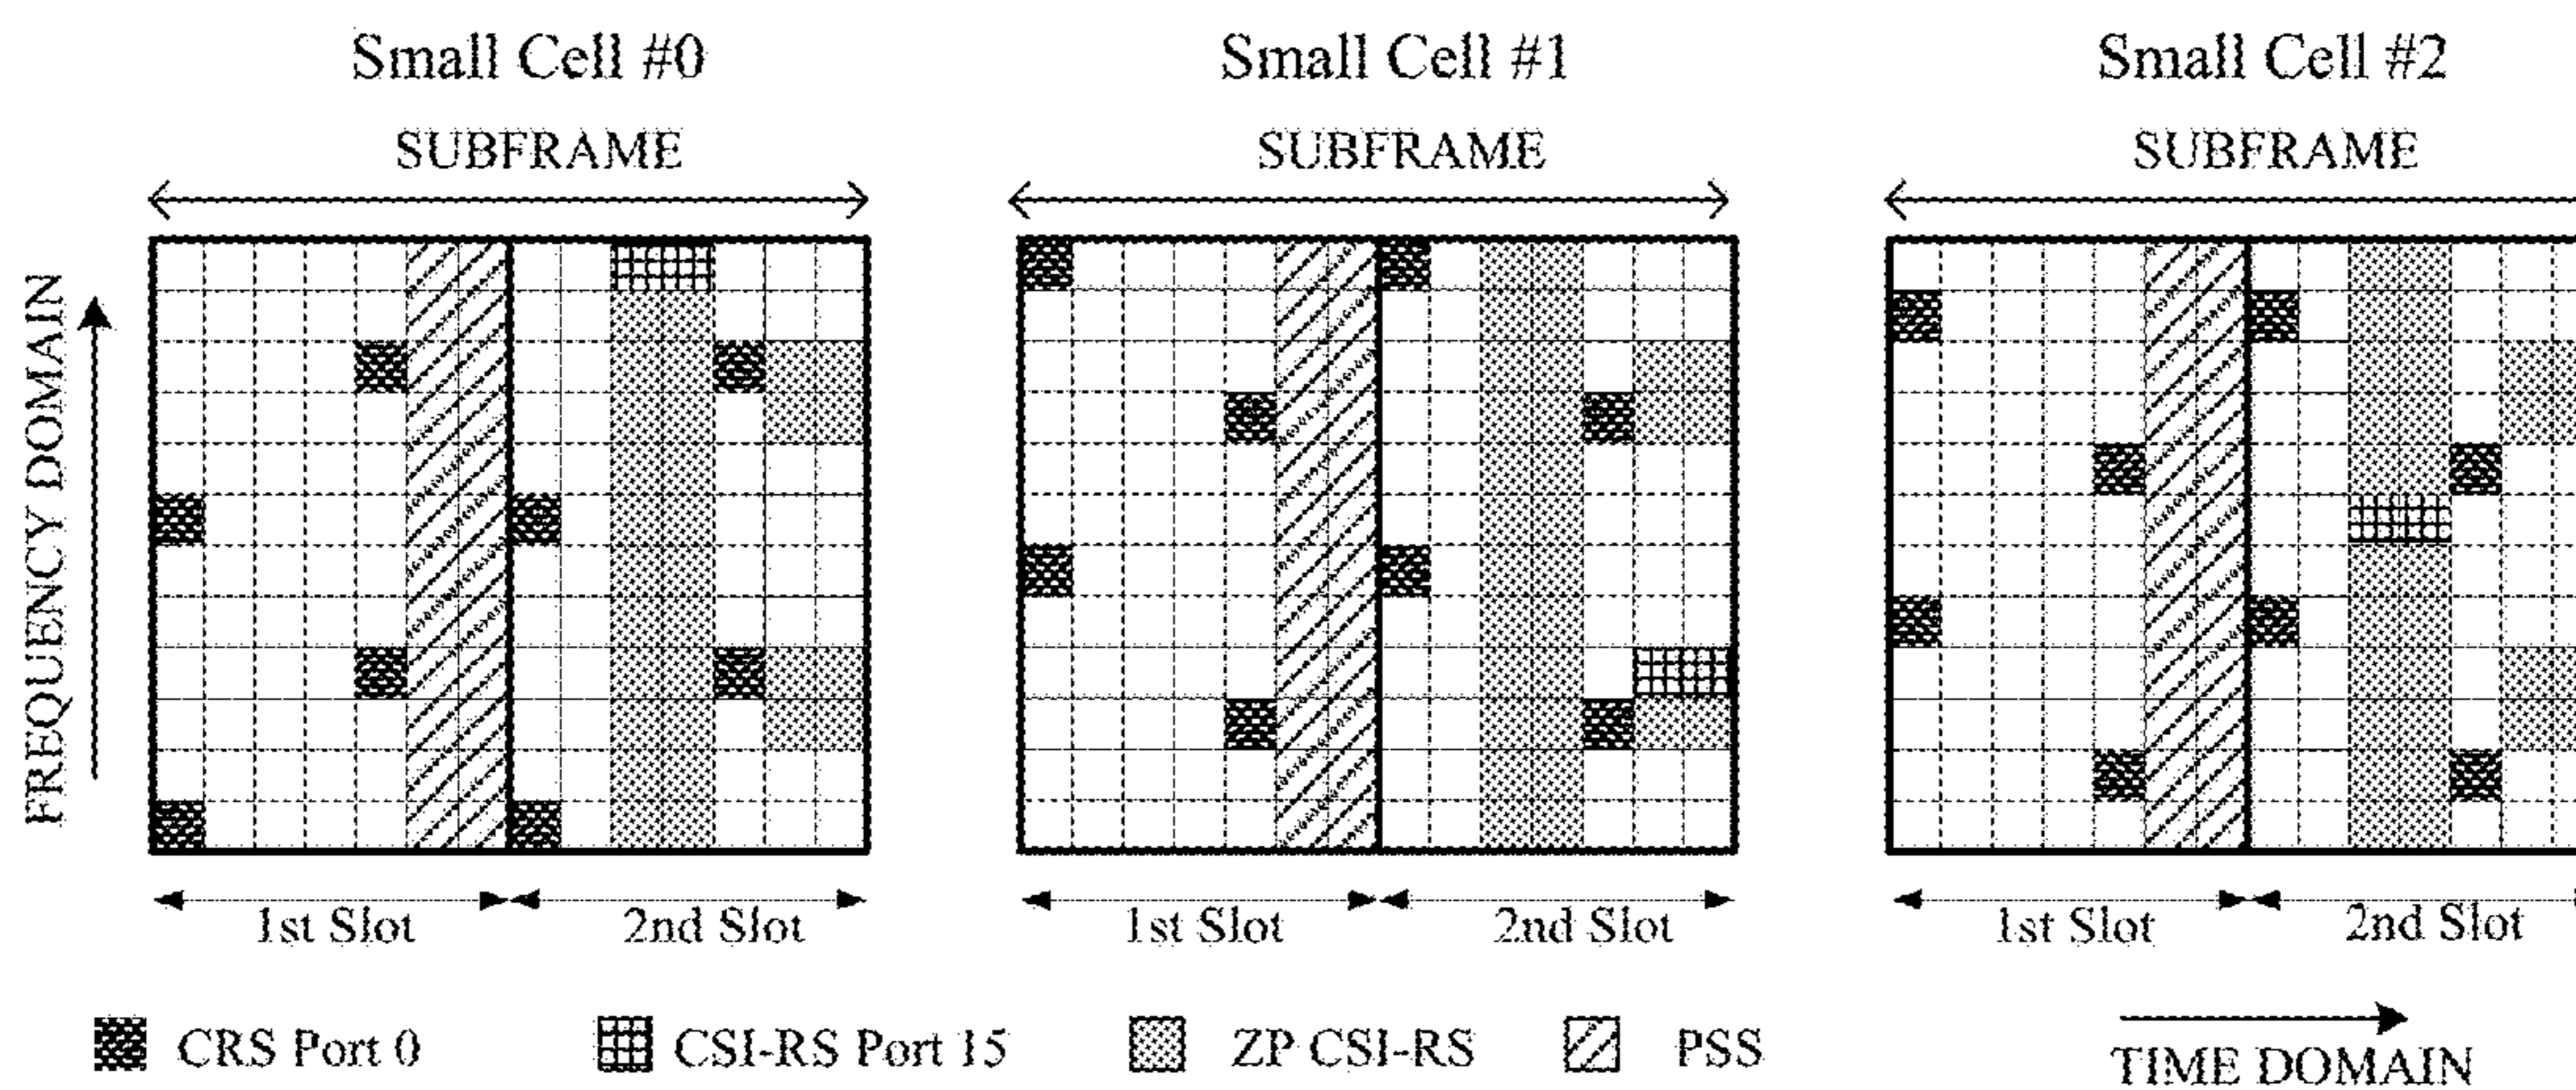 Small Cell #0
Small Cell #1
Small Cell #2
SUBFRAME
SUBFRAME
SUBFRAME
FREQUENCY DOMAIN
1st Slot
2nd Slot
1st Slot
2nd Slot
1st Slot
2nd Slot
CRS Port 0
CSI-RS Port 15
ZP CSI-RS
PSS
TIME DOMAIN